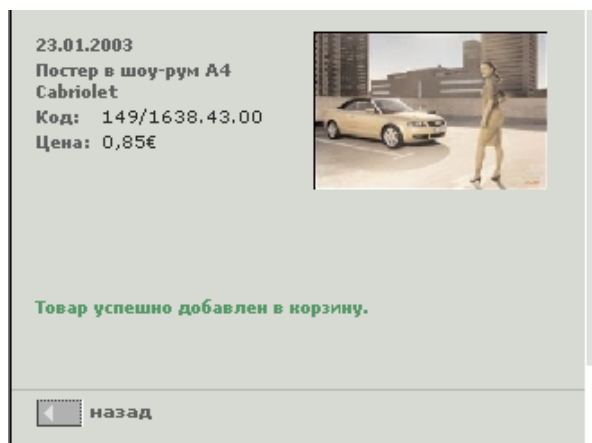 23.01.2003
Постер в шоу-рум A4
Cabriolet
Код: 149/1638.43.00
Цена: 0,85€
Товар успешно добавлен в корзину.
назад